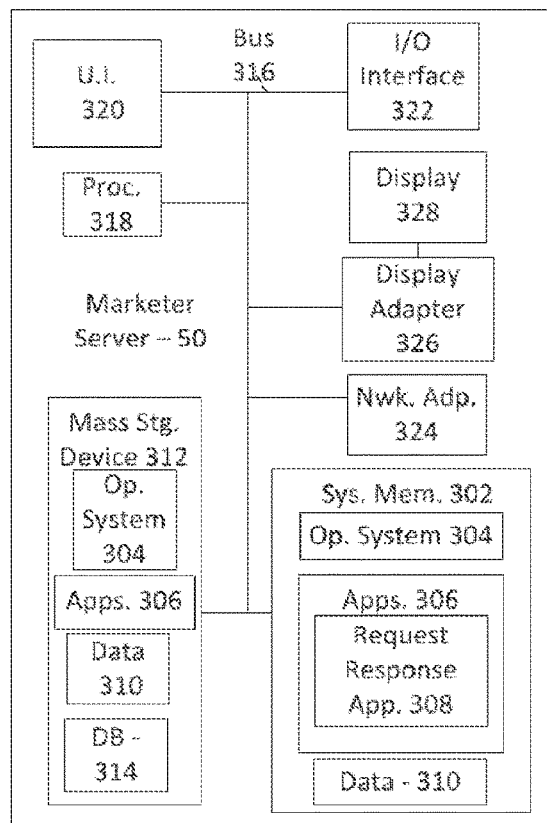 U.I.
320
Bus
316
I/O
Interface
322
Proc.
318
Display
328
Marketer
Server – 50
Display
Adapter
326
Nwk. Adp.
324
Mass Stg.
Device 312
Op.
System
304
Apps. 306
Data
310
DB -
314
Sys. Mem. 302
Op. System 304
Apps. 306
Request
Response
App. 308
Data - 310